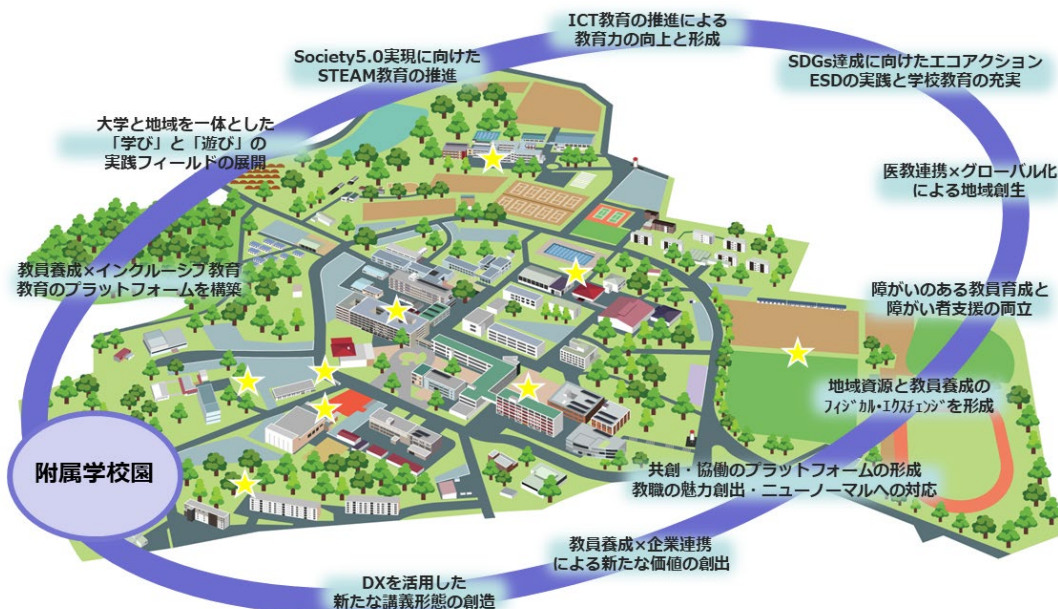 ICT教育の推進による
教育力の向上と形成
Society5.0実現に向けた
STEAM教育の推進
SDGs達成に向けたエコアクション
ESDの実践と学校教育の充実
大学と地域を一体とした
「学び」と「遊び」の
実践フィールドの展開
医教連携×グローバル化
による地域創生
教員養成×インクルーシブ教育
教育のプラットフォームを構築
障がいのある教員育成と
障がい者支援の両立
地域資源と教員養成の
ﾌｨｼﾞｶﾙ・ｴｸｽﾁｪﾝｼﾞを形成
附属学校園
共創・協働のプラットフォームの形成
教職の魅力創出・ニューノーマルへの対応
教員養成×企業連携
による新たな価値の創出
DXを活用した
新たな講義形態の創造